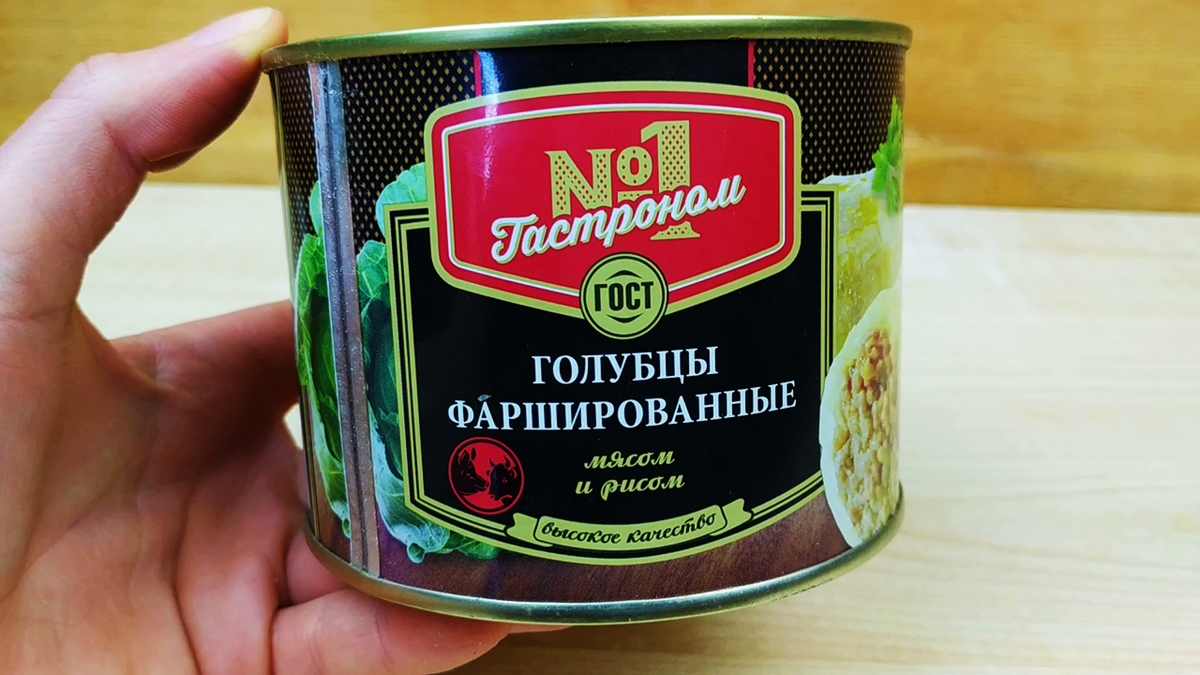 №1
Гастроном
ГОСТ
ГОЛУБЦЫ
ФАРШИРОВАННЫЕ
мясом
и рисом
высокое качество